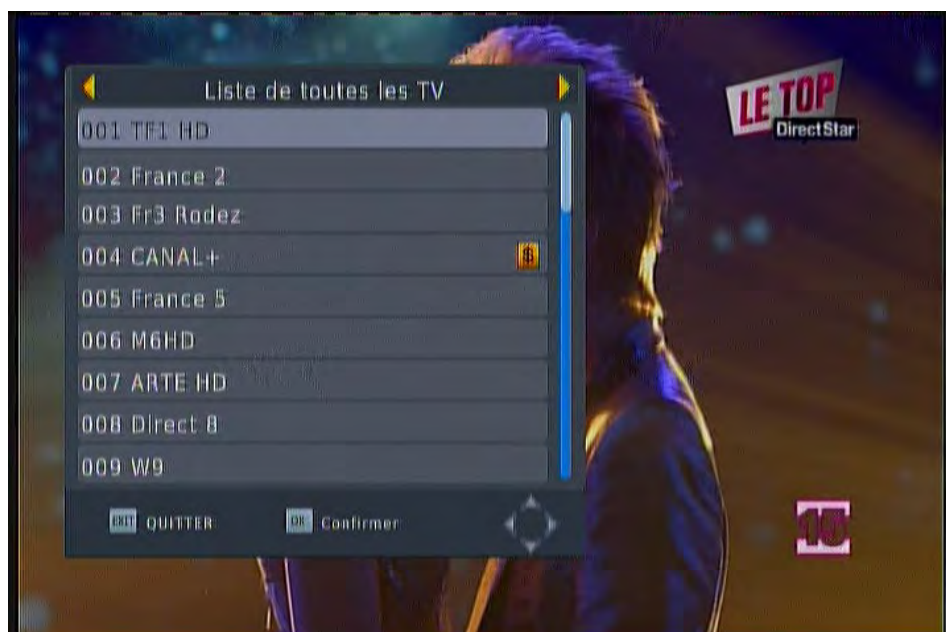 Liste de toutes les TV
001 TF1 HD
002 France 2
003 Fr3 Rodez
004 CANAL+
$
005 France 5
006 M6HD
007 ARTE HD
008 Direct 8
009 W9
EXIT QUITTER
OK Confirmer
LE TOP
DirectStar
15